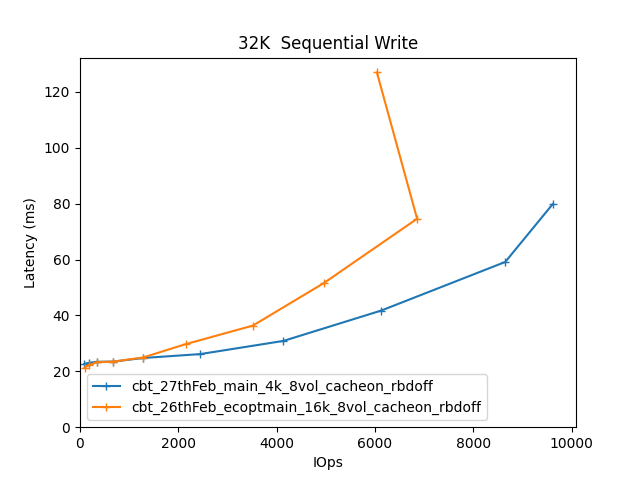 32K  Sequential Write
Latency (ms)
120
100
80
60
40
20
0
0 2000 4000 6000 8000 10000
IOps
cbt_27thFeb_main_4k_8vol_cacheon_rbdoff
cbt_26thFeb_ecoptmain_16k_8vol_cacheon_rbdoff